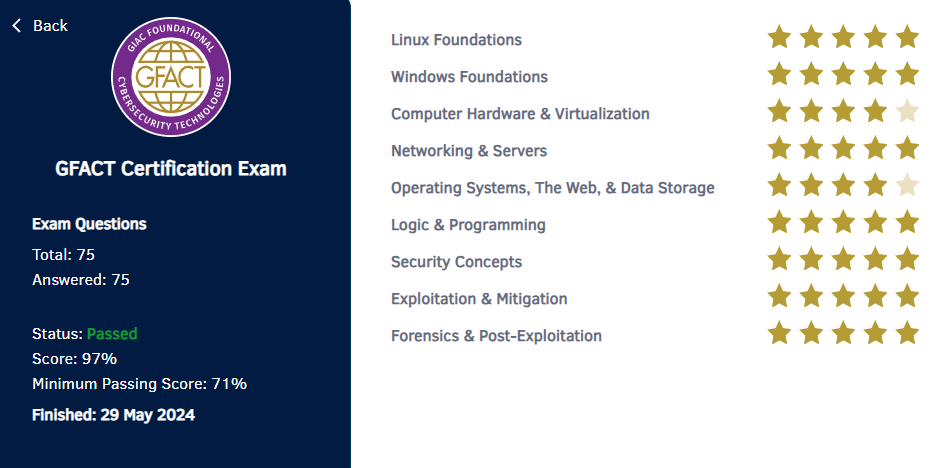 Back
GIAC FOUNDATIONAL
GFACT
CYBERSECURITY TECHNOLOGIES
GFACT Certification Exam
Exam Questions
Total: 75
Answered: 75
Status: Passed
Score: 97%
Minimum Passing Score: 71%
Finished: 29 May 2024
Linux Foundations
Windows Foundations
Computer Hardware & Virtualization
Networking & Servers
Operating Systems, The Web, & Data Storage
Logic & Programming
Security Concepts
Exploitation & Mitigation
Forensics & Post-Exploitation